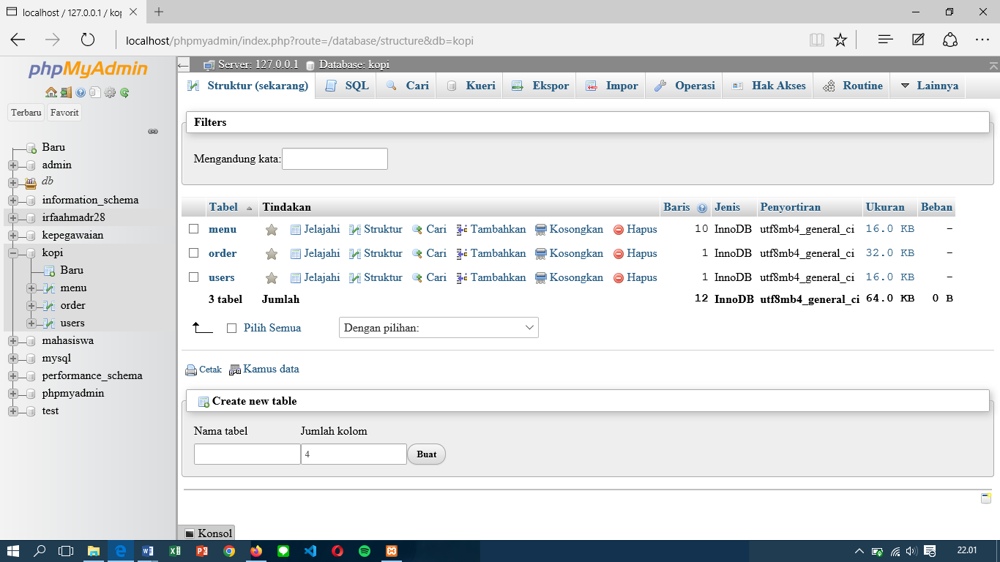 localhost / 127.0.0.1 / kop
localhost/phpmyadmin/index.php?route=/database/structure&db=kopi
phpMyAdmin
Terbaru Favorit
Baru
admin
db
information_schema
irfaahmadr28
kepegawaian
kopi
Baru
menu
order
users
mahasiswa
mysql
performance_schema
phpmyadmin
test
Server: 127.0.0.1 Database: kopi
Struktur (sekarang) SQL Cari Kueri Ekspor Impor Operasi Hak Akses Routine Lainnya
Filters
Mengandung kata:
Tabel Tindakan Baris Jenis Penyortiran Ukuran Beban
menu Jelajahi Struktur Cari Tambahkan Kosongkan Hapus 10 InnoDB utf8mb4_general_ci 16.0 KB -
order Jelajahi Struktur Cari Tambahkan Kosongkan Hapus 1 InnoDB utf8mb4_general_ci 32.0 KB -
users Jelajahi Struktur Cari Tambahkan Kosongkan Hapus 1 InnoDB utf8mb4_general_ci 16.0 KB -
3 tabel Jumlah 12 InnoDB utf8mb4_general_ci 64.0 KB 0 B
Pilih Semua Dengan pilihan:
Cetak Kamus data
Create new table
Nama tabel Jumlah kolom
4 Buat
Konsol
22.01